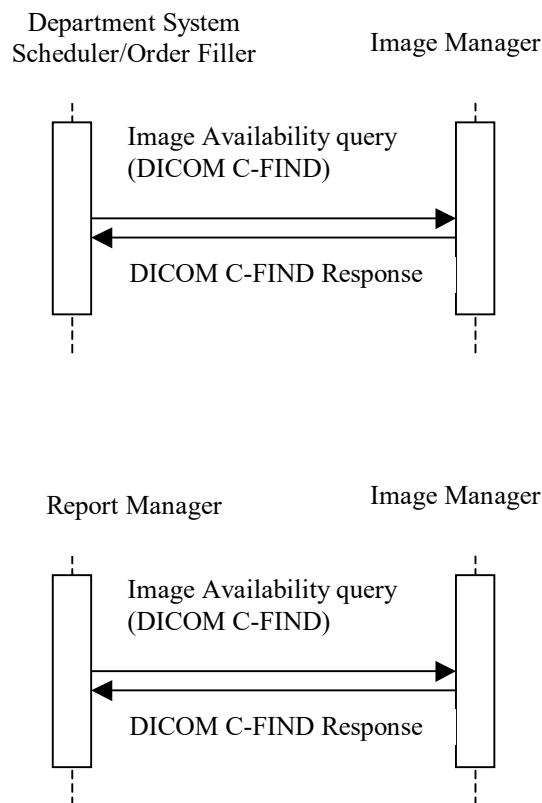 Department System
Scheduler/Order Filler
Image Manager
Image Availability query
(DICOM C-FIND)
DICOM C-FIND Response
Report Manager
Image Manager
Image Availability query
(DICOM C-FIND)
DICOM C-FIND Response